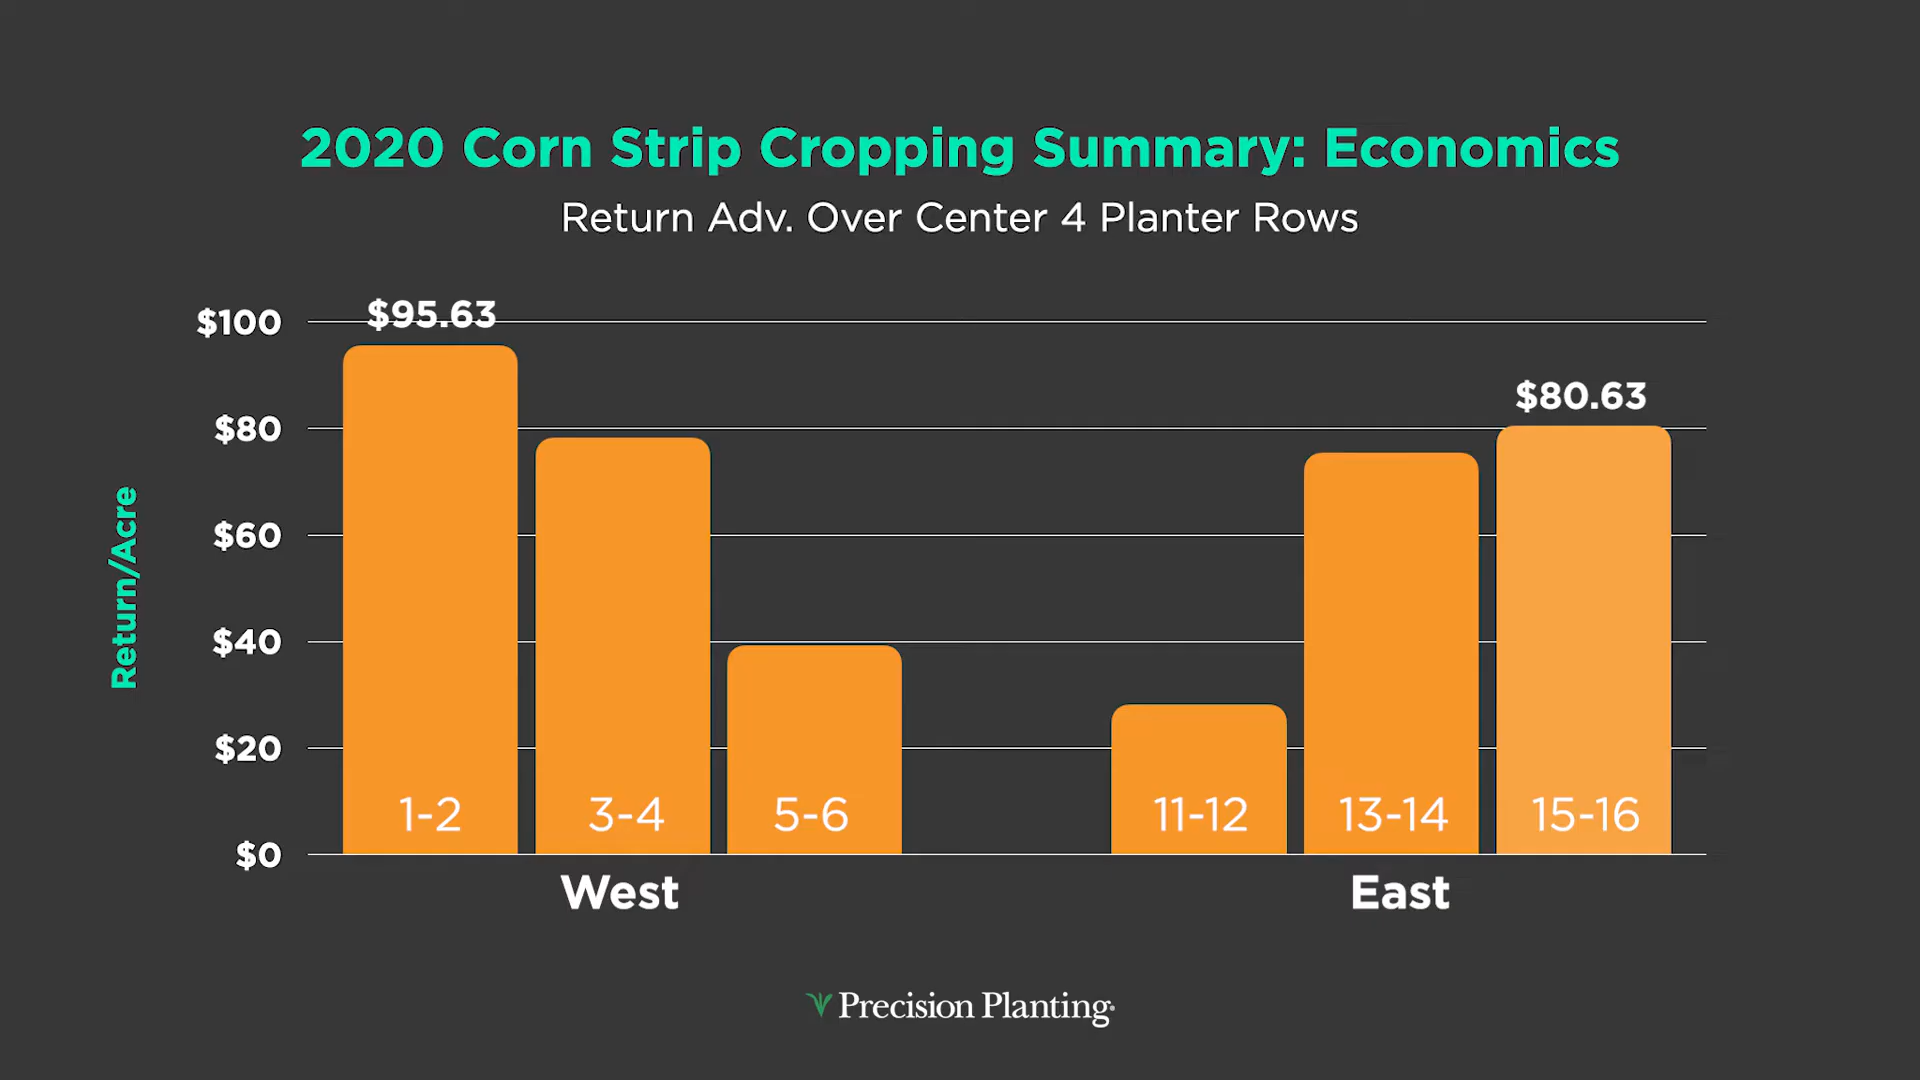 2020 Corn Strip Cropping Summary: Economics
Return Adv. Over Center 4 Planter Rows
Return/Acre
$100
$80
$60
$40
$20
$0
$95.63
$80.63
1-2
3-4
5-6
11-12
13-14
15-16
West
East
Precision Planting®